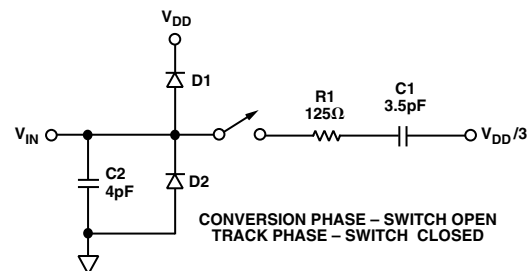 VDD
D1
R1
125Ω
C1
3.5pF
VIN
VDD/3
C2
4pF
D2
CONVERSION PHASE – SWITCH OPEN
TRACK PHASE – SWITCH CLOSED